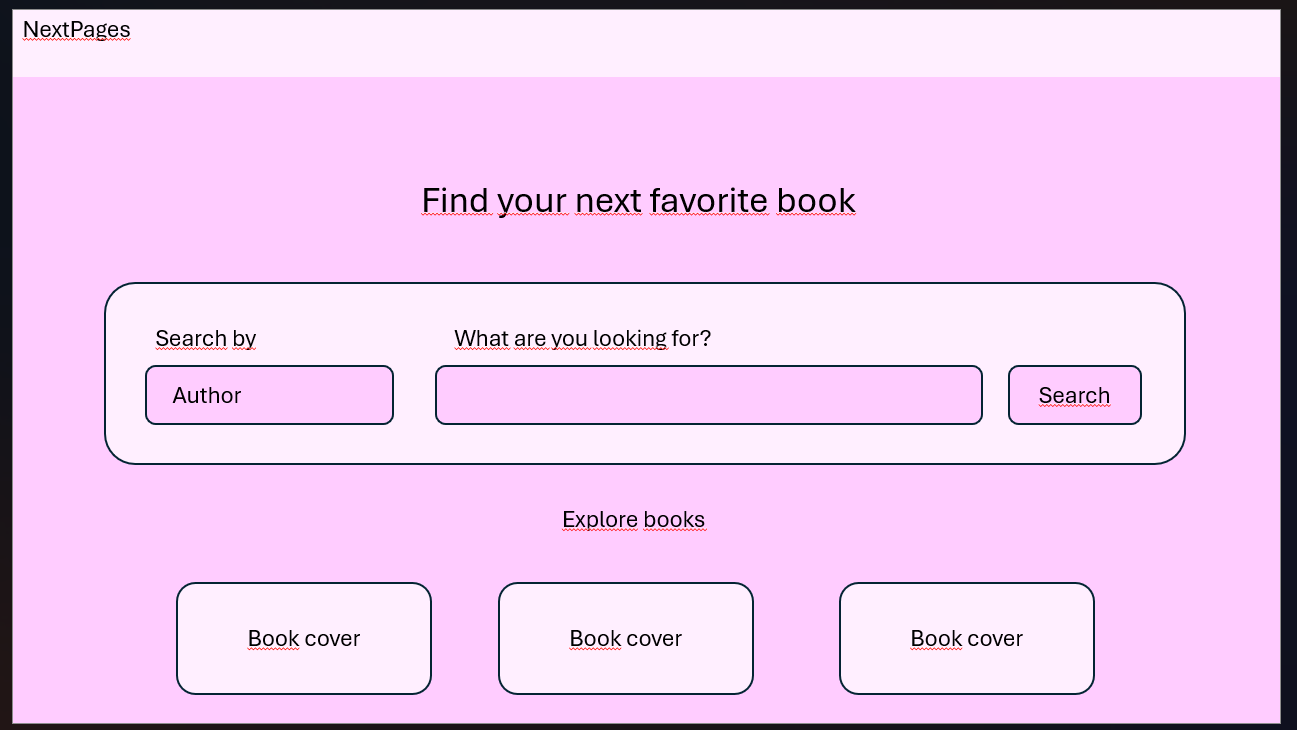 NextPages
Find your next favorite book
Search by
What are you looking for?
Author
Search
Explore books
Book cover
Book cover
Book cover